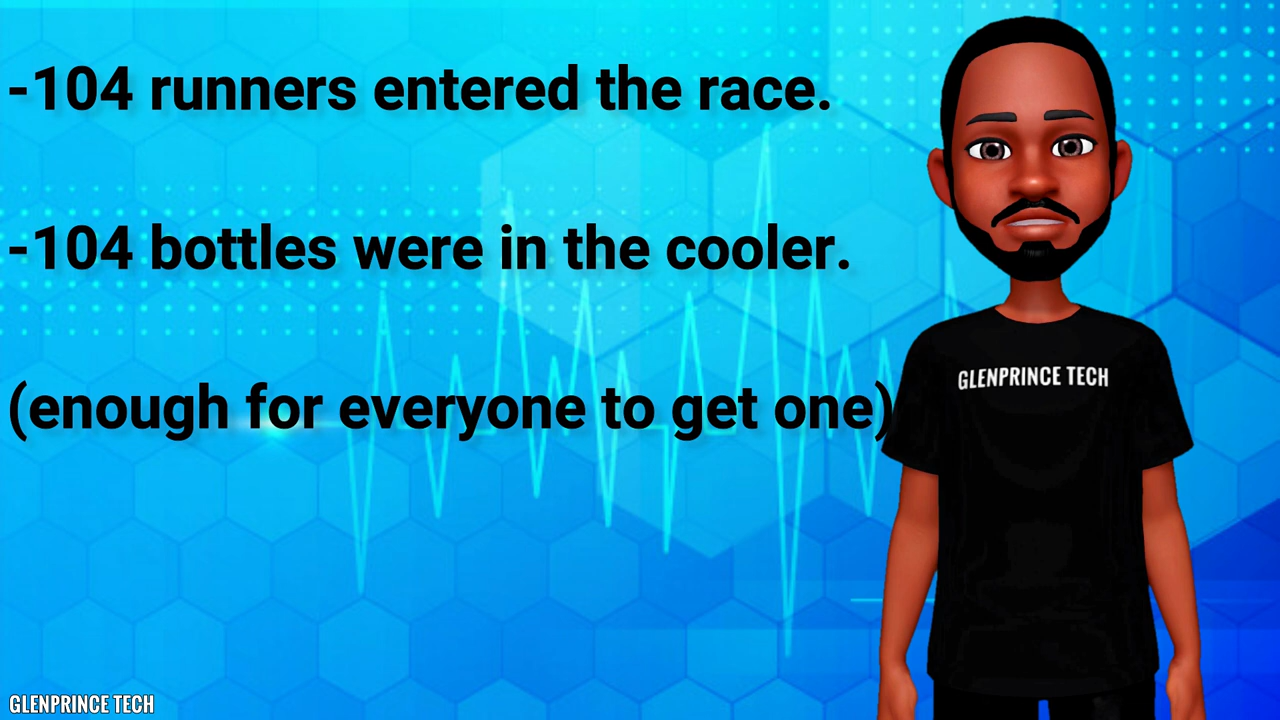 -104 runners entered the race.
-104 bottles were in the cooler.
(enough for everyone to get one)
GLENPRINCE TECH
GLENPRINCE TECH